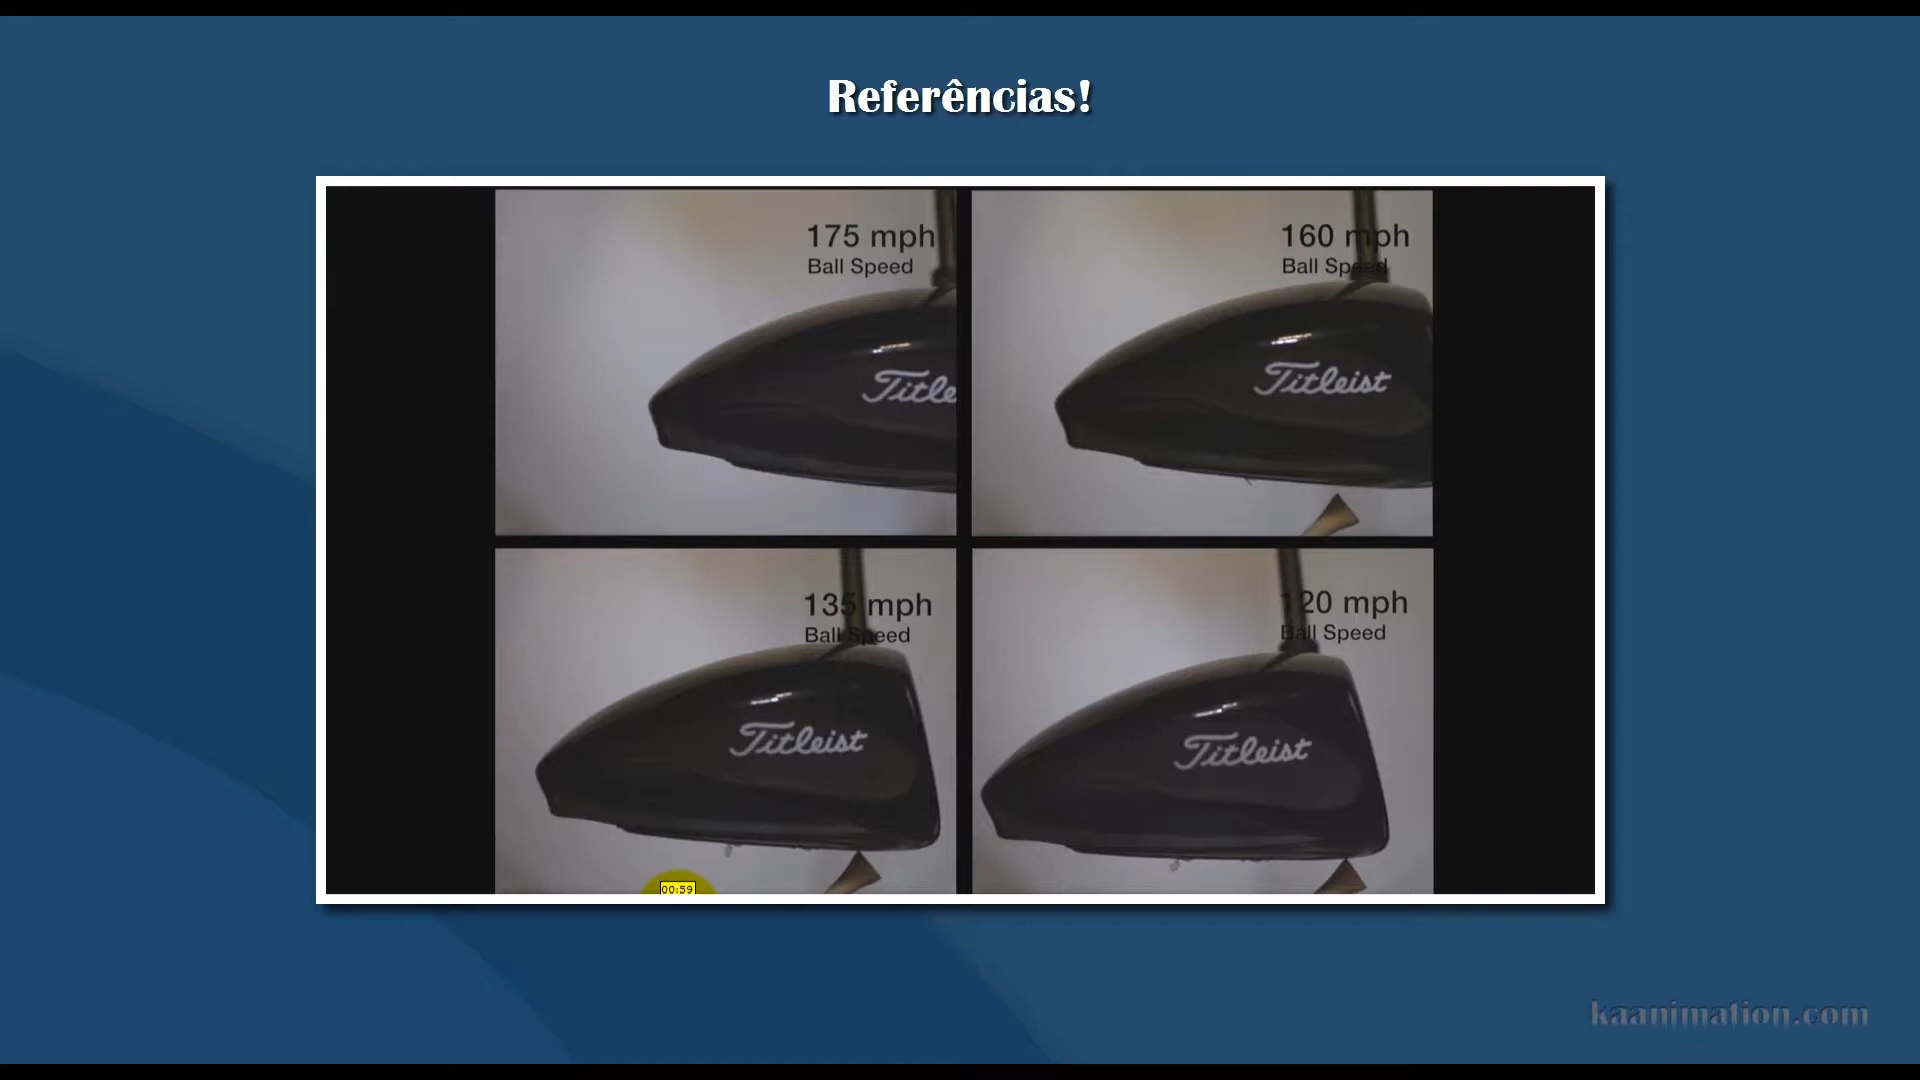 Referências!
175 mph
Ball Speed
Title
160 mph
Ball Speed
Titleist
135 mph
Ball Speed
Titleist
120 mph
Ball Speed
Titleist
00:59
kaanimation.com